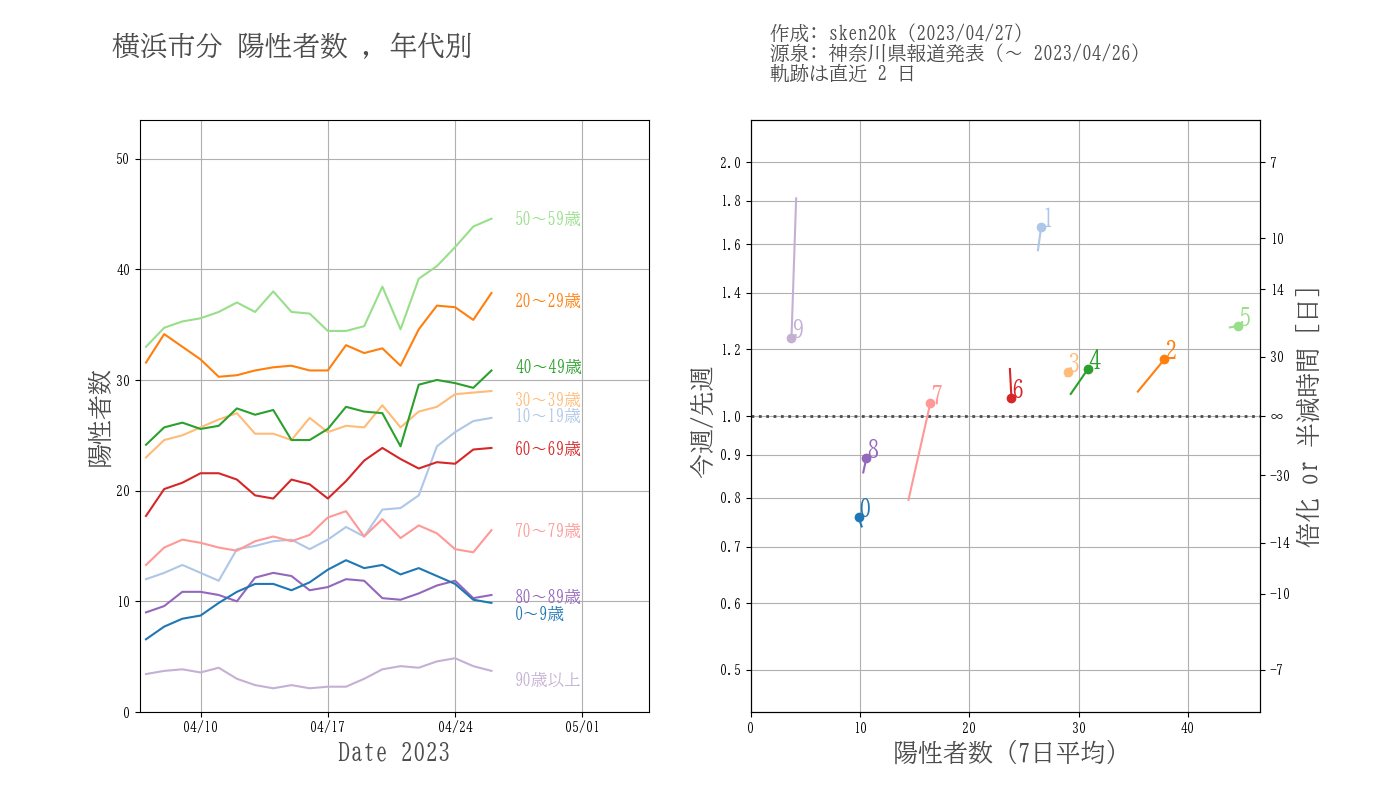 横浜市分 陽性者数 , 年代別
作成: sken20k (2023/04/27)
源泉: 神奈川県報道発表 (～ 2023/04/26)
軌跡は直近 2 日
陽性者数
50
40
30
20
10
0
50～59歳
20～29歳
40～49歳
30～39歳
10～19歳
60～69歳
70～79歳
80～89歳
0～9歳
90歳以上
04/10
04/17
04/24
05/01
Date 2023
今週/先週
2.0
1.8
1.6
1.4
1.2
1.0
0.9
0.8
0.7
0.6
0.5
1
5
9
2
4
3
6
7
8
0
7
10
14
30
∞
−30
−14
−10
−7
倍化 or 半減時間 [日]
0
10
20
30
40
陽性者数 (7日平均)